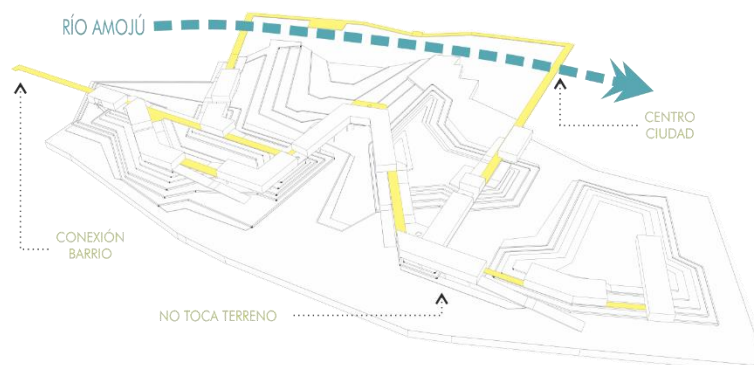 RÍO AMOJÚ
CENTRO
CIUDAD
CONEXIÓN
BARRIO
NO TOCA TERRENO